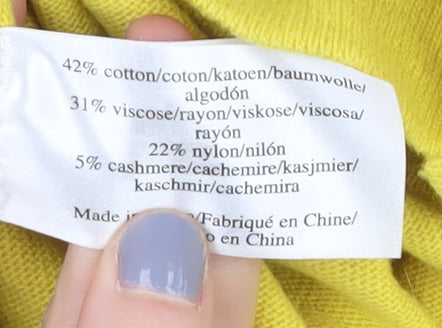 42% cotton/coton/katoen/baumwolle/
algodón
31% viscose/rayon/viskose/viscosa/
rayón
22% nylon/nilón
5% cashmere/cachemire/kasjmier/
kaschmir/cachemira
Made /Fabriqué en Chine/
en China